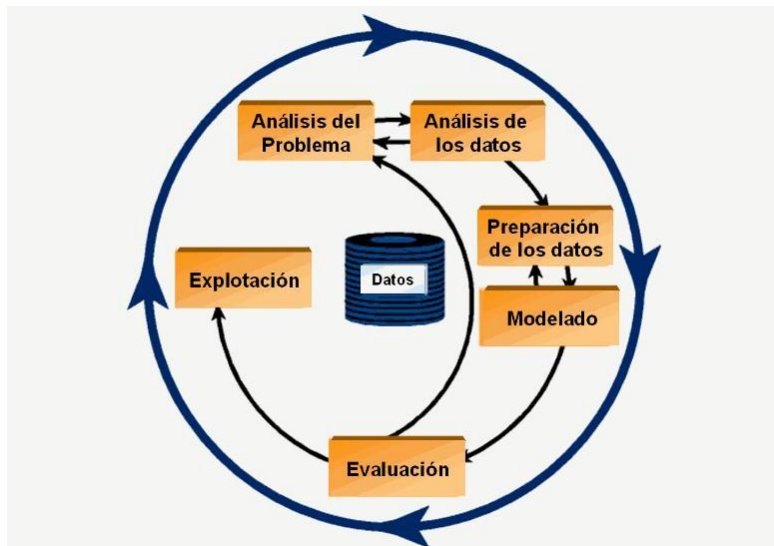 Análisis del
Problema
Análisis de
los datos
Preparación
de los datos
Explotación
Datos
Modelado
Evaluación